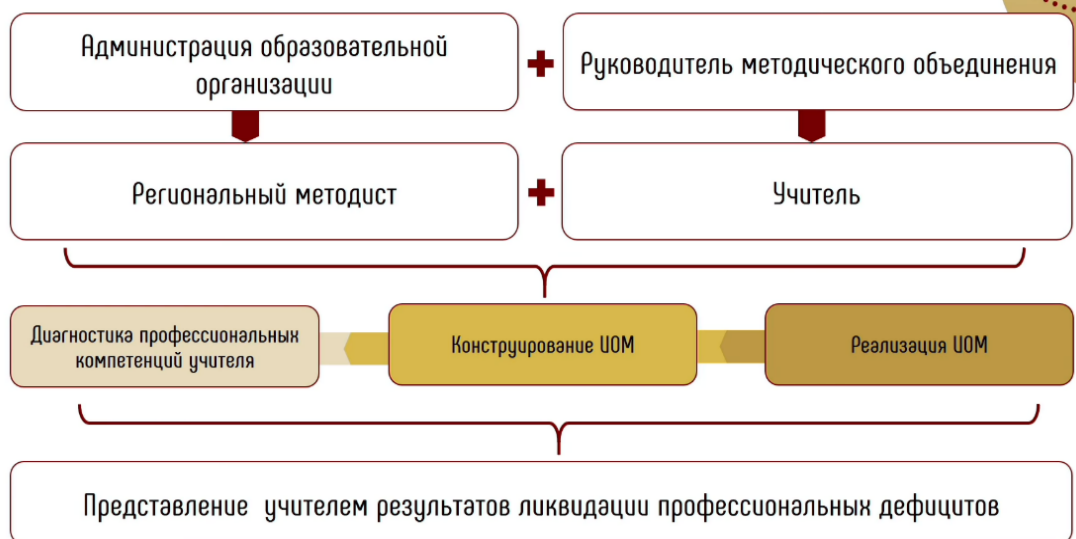 Администрация образовательной
организации
+
Руководитель методического объединения
Региональный методист
+
Учитель
Диагностика профессиональных
компетенций учителя
Конструирование ИОМ
Реализация ИОМ
Представление учителем результатов ликвидации профессиональных дефицитов